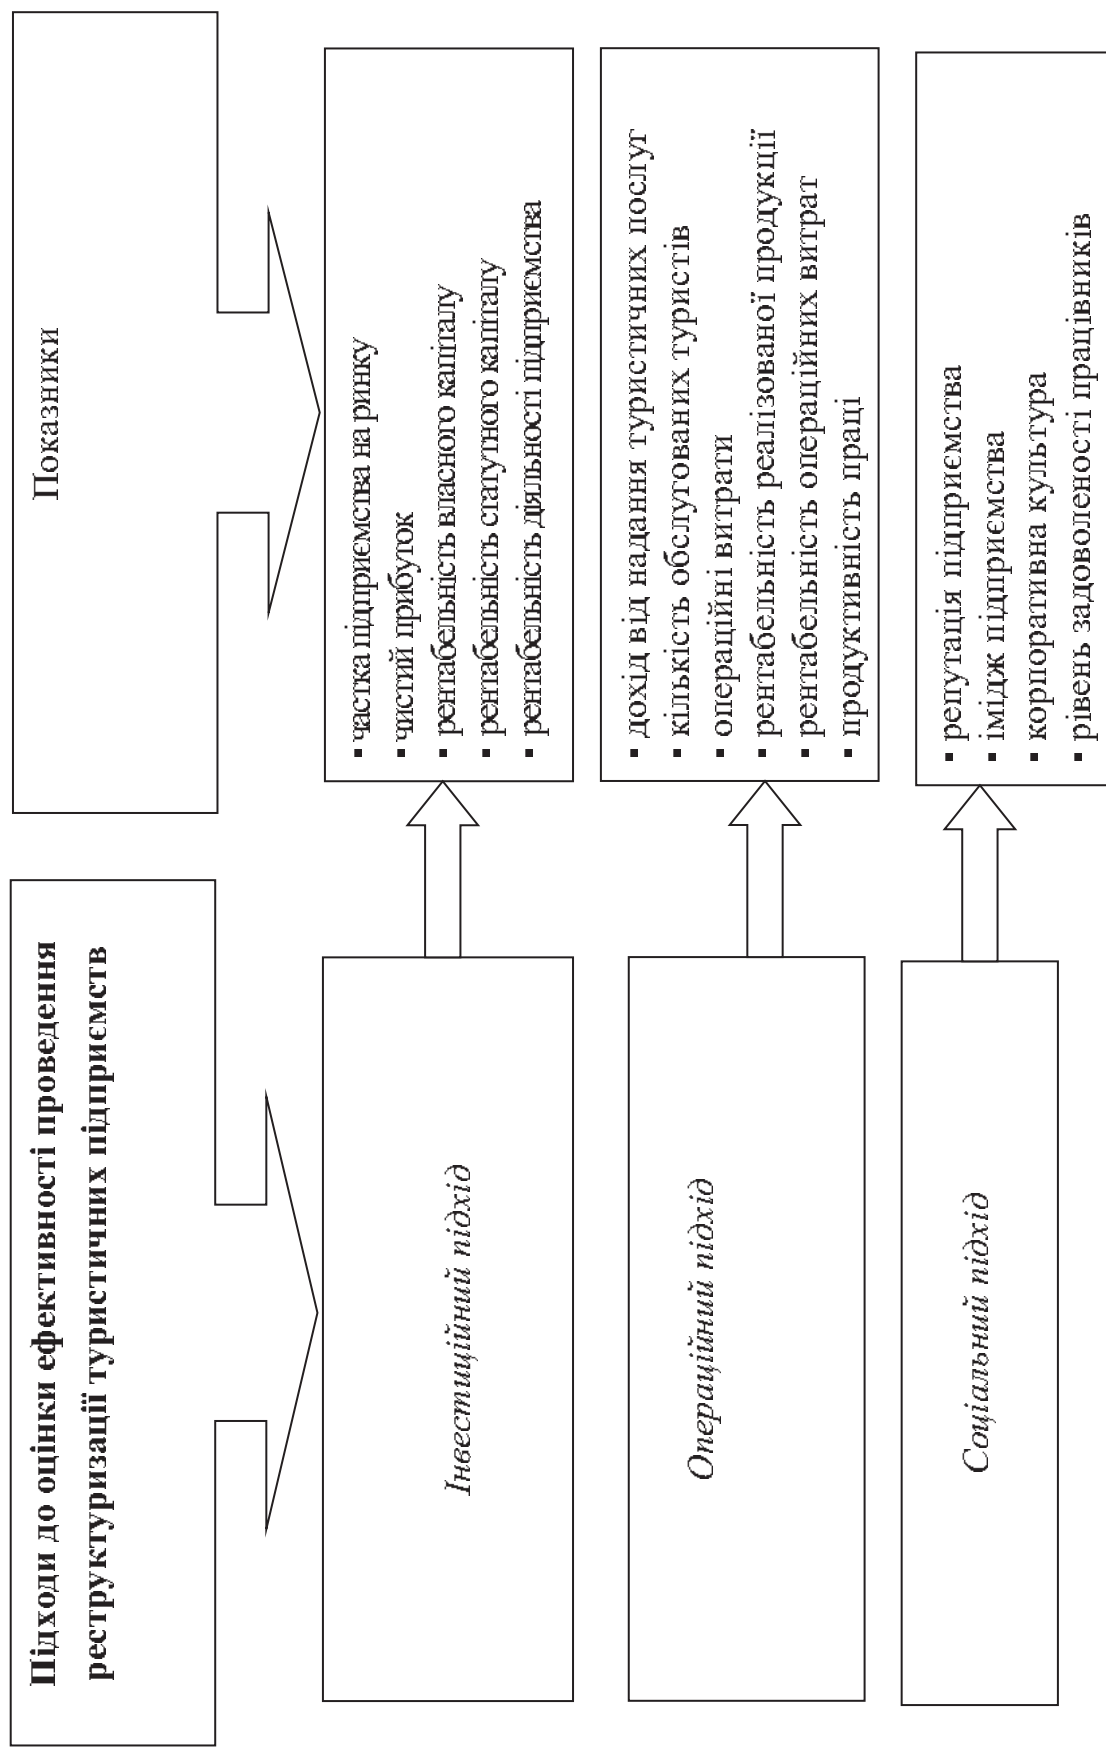 Підходи до оцінки ефективності проведення
реструктуризації туристичних підприємств
Показники
Інвестиційний підхід
▪ частка підприємства на ринку
▪ чистий прибуток
▪ рентабельність власного капіталу
▪ рентабельність статутного капіталу
▪ рентабельність діяльності підприємства
Операційний підхід
▪ дохід від надання туристичних послуг
▪ кількість обслугованих туристів
▪ операційні витрати
▪ рентабельність реалізованої продукції
▪ рентабельність операційних витрат
▪ продуктивність праці
Соціальний підхід
▪ репутація підприємства
▪ імідж підприємства
▪ корпоративна культура
▪ рівень задоволеності працівників